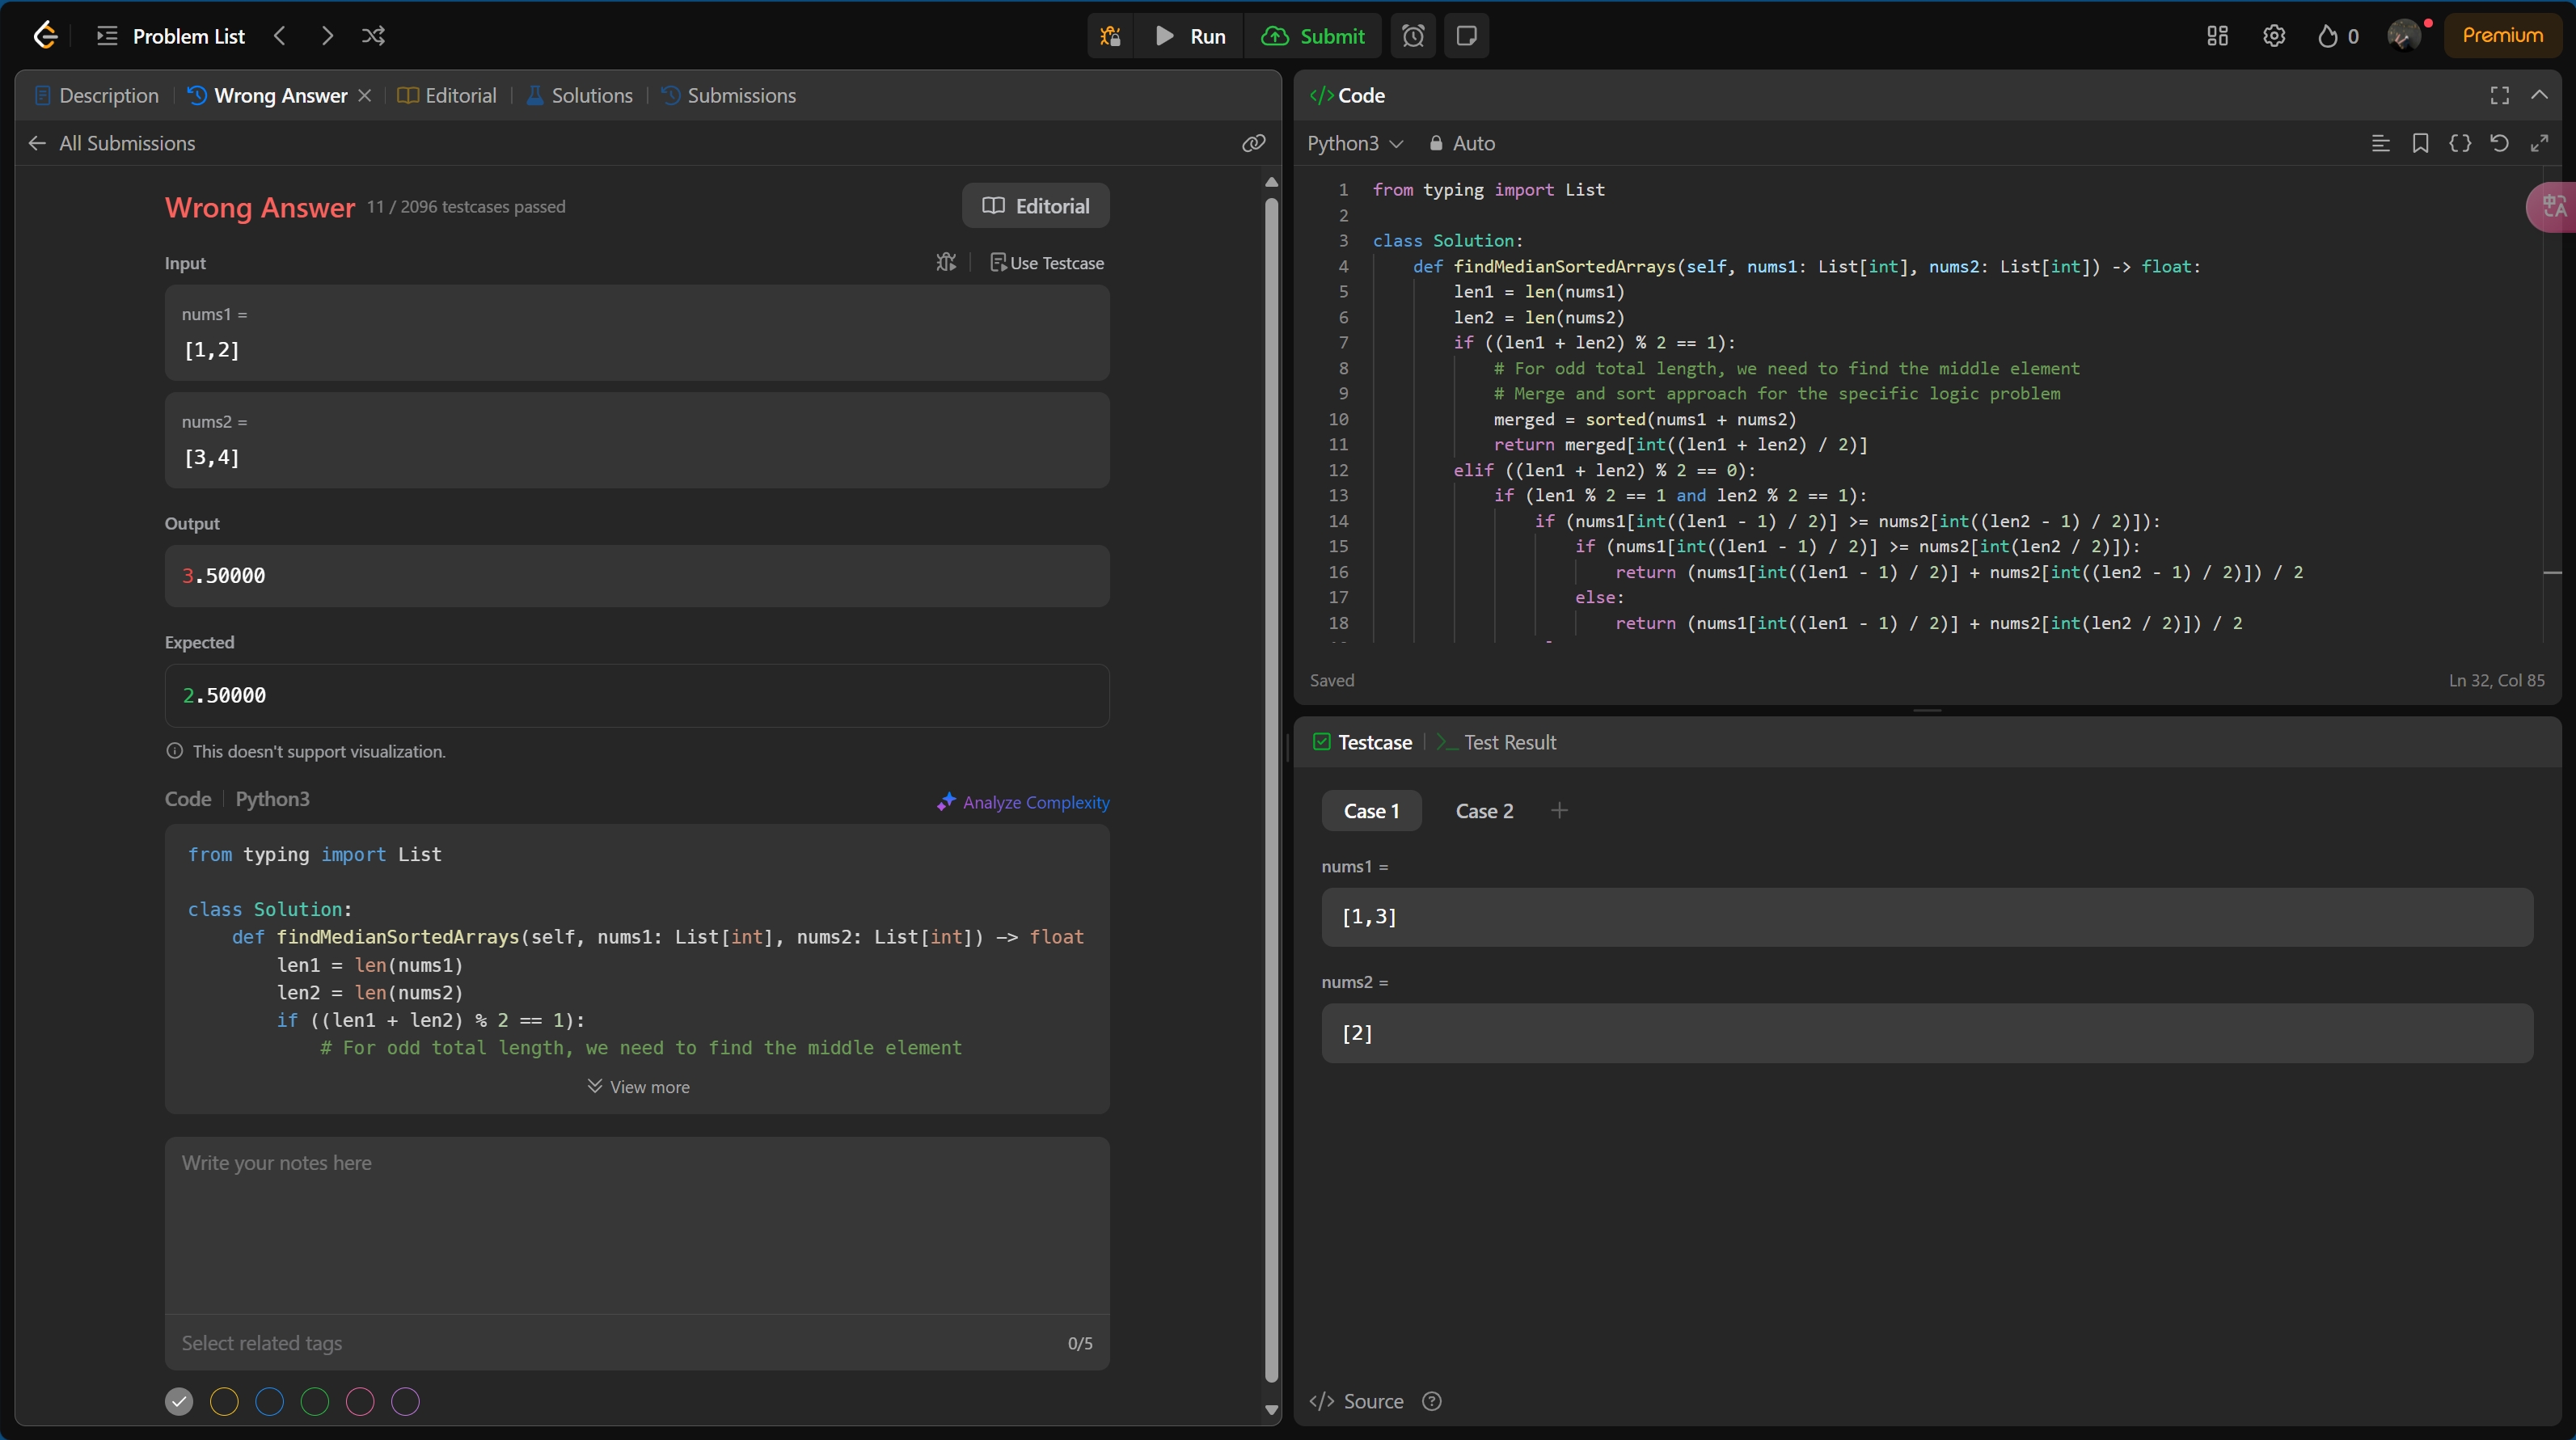 Problem List
Run
Submit
0
Premium
Description
Wrong Answer
Editorial
Solutions
Submissions
All Submissions
Wrong Answer 11 / 2096 testcases passed
Editorial
Input
Use Testcase
nums1 =
[1,2]
nums2 =
[3,4]
Output
3.50000
Expected
2.50000
This doesn't support visualization.
Code
Python3
Analyze Complexity
from typing import List
class Solution:
def findMedianSortedArrays(self, nums1: List[int], nums2: List[int]) -> float
len1 = len(nums1)
len2 = len(nums2)
if ((len1 + len2) % 2 == 1):
# For odd total length, we need to find the middle element
View more
Write your notes here
Select related tags
0/5
Code
Python3
Auto
1 from typing import List
2
3 class Solution:
4 def findMedianSortedArrays(self, nums1: List[int], nums2: List[int]) -> float:
5 len1 = len(nums1)
6 len2 = len(nums2)
7 if ((len1 + len2) % 2 == 1):
8 # For odd total length, we need to find the middle element
9 # Merge and sort approach for the specific logic problem
10 merged = sorted(nums1 + nums2)
11 return merged[int((len1 + len2) / 2)]
12 elif ((len1 + len2) % 2 == 0):
13 if (len1 % 2 == 1 and len2 % 2 == 1):
14 if (nums1[int((len1 - 1) / 2)] >= nums2[int((len2 - 1) / 2)]):
15 if (nums1[int((len1 - 1) / 2)] >= nums2[int(len2 / 2)]):
16 return (nums1[int((len1 - 1) / 2)] + nums2[int((len2 - 1) / 2)]) / 2
17 else:
18 return (nums1[int((len1 - 1) / 2)] + nums2[int(len2 / 2)]) / 2
中A
Saved
Ln 32, Col 85
Testcase
Test Result
Case 1
Case 2
nums1 =
[1,3]
nums2 =
[2]
Source